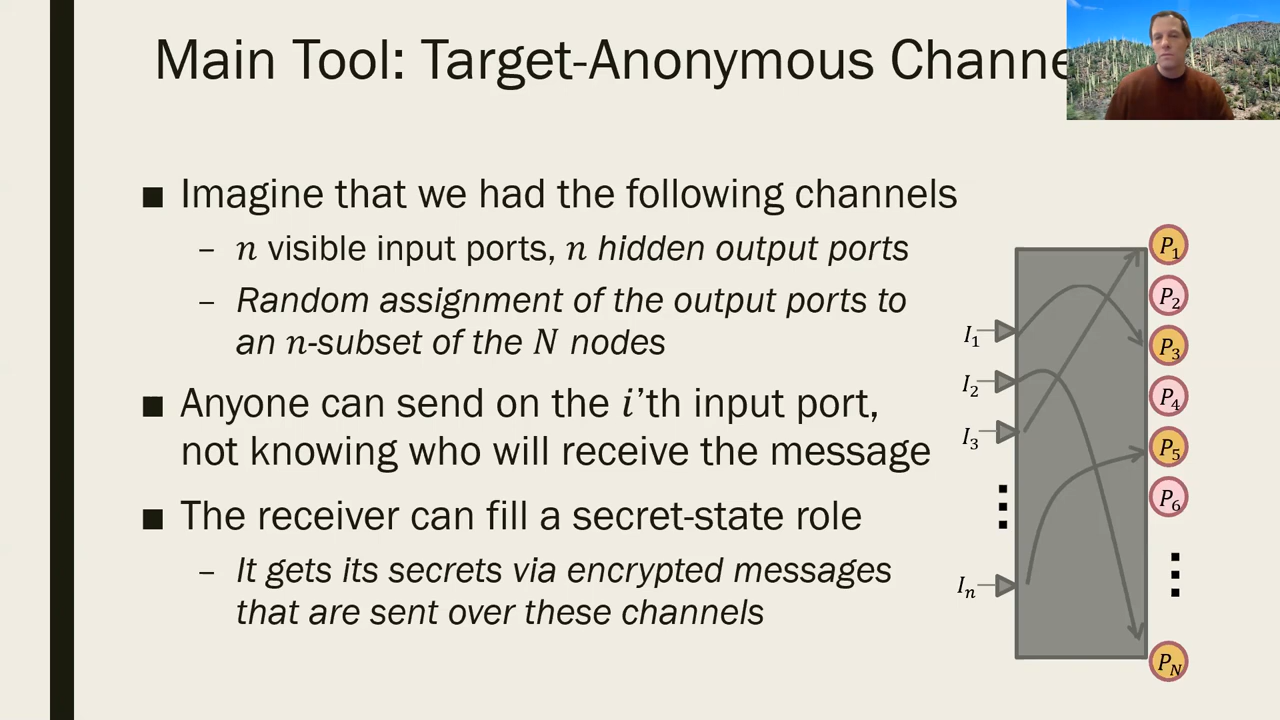 Main Tool: Target-Anonymous Channe
■ Imagine that we had the following channels
– n visible input ports, n hidden output ports
– Random assignment of the output ports to
an n-subset of the N nodes
■ Anyone can send on the i’th input port,
not knowing who will receive the message
■ The receiver can fill a secret-state role
– It gets its secrets via encrypted messages
that are sent over these channels
I₁
I₂
I₃
Iₙ
P₁
P₂
P₃
P₄
P₅
P₆
P_N